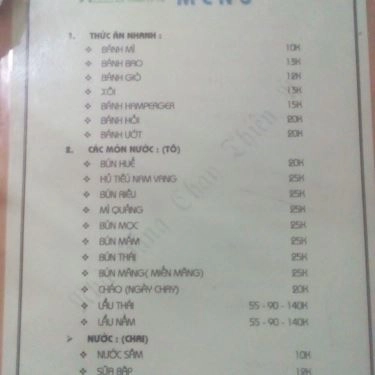 MENU
1. THỨC ĂN NHANH :
❖ BÁNH MÌ 10K
❖ BÁNH BAO 13K
❖ BÁNH GIÒ 12K
❖ XÔI 13K
❖ BÁNH HAMPERGER 15K
❖ BÁNH HỎI 20K
❖ BÁNH ƯỚT 20K
2. CÁC MÓN NƯỚC : (TÔ)
❖ BÚN HUẾ 20K
❖ HỦ TIẾU NAM VANG 25K
❖ BÚN RIÊU 25K
❖ MÌ QUẢNG 25K
❖ BÚN MỌC 25K
❖ BÚN MẮM 25K
❖ BÚN THÁI 25K
❖ BÚN MĂNG( MIẾN MĂNG) 25K
❖ CHÁO (NGÀY CHAY) 20K
❖ LẨU THÁI 55 - 90 - 140K
❖ LẨU NẤM 55 - 90 - 140K
➢ NƯỚC : (CHAI)
❖ NƯỚC SÂM 10K
❖ SỮA BẮP 12K